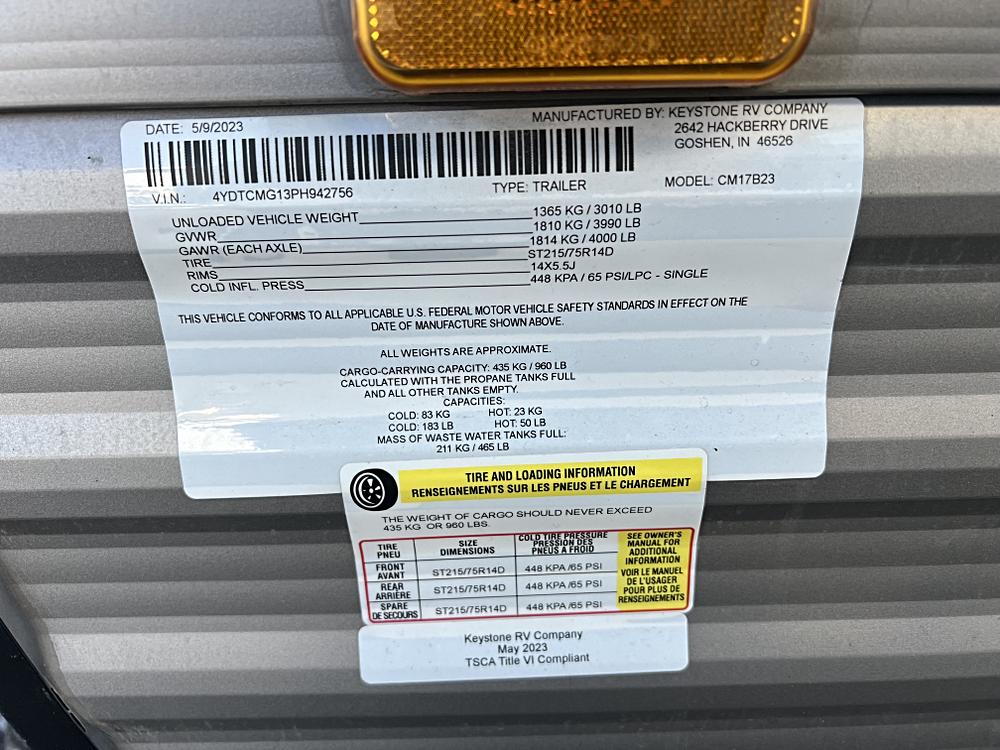 DATE: 5/9/2023
MANUFACTURED BY: KEYSTONE RV COMPANY
2642 HACKBERRY DRIVE
GOSHEN, IN 46526
V.I.N.: 4YDTCMG13PH942756
TYPE: TRAILER
MODEL: CM17B23
UNLOADED VEHICLE WEIGHT 1365 KG / 3010 LB
GVWR 1810 KG / 3990 LB
GAWR (EACH AXLE) 1814 KG / 4000 LB
TIRE ST215/75R14D
RIMS 14X5.5J
COLD INFL. PRESS 448 KPA / 65 PSI/LPC - SINGLE
THIS VEHICLE CONFORMS TO ALL APPLICABLE U.S. FEDERAL MOTOR VEHICLE SAFETY STANDARDS IN EFFECT ON THE
DATE OF MANUFACTURE SHOWN ABOVE.
ALL WEIGHTS ARE APPROXIMATE.
CARGO-CARRYING CAPACITY: 435 KG / 960 LB
CALCULATED WITH THE PROPANE TANKS FULL
AND ALL OTHER TANKS EMPTY.
CAPACITIES:
COLD: 83 KG HOT: 23 KG
COLD: 183 LB HOT: 50 LB
MASS OF WASTE WATER TANKS FULL:
211 KG / 465 LB
TIRE AND LOADING INFORMATION
RENSEIGNEMENTS SUR LES PNEUS ET LE CHARGEMENT
THE WEIGHT OF CARGO SHOULD NEVER EXCEED
435 KG OR 960 LBS.
TIRE
PNEU
SIZE
DIMENSIONS
COLD TIRE PRESSURE
PRESSION DES
PNEUS A FROID
FRONT
AVANT
ST215/75R14D
448 KPA /65 PSI
REAR
ARRIÈRE
ST215/75R14D
448 KPA /65 PSI
SPARE
DE SECOURS
ST215/75R14D
448 KPA /65 PSI
SEE OWNER'S
MANUAL FOR
ADDITIONAL
INFORMATION
VOIR LE MANUEL
DE L'USAGER
POUR PLUS DE
RENSEIGNEMENTS
Keystone RV Company
May 2023
TSCA Title VI Compliant